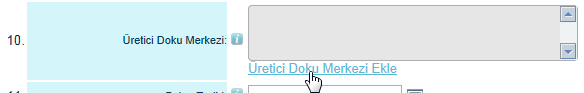 10. Üretici Doku Merkezi: i
Üretici Doku Merkezi Ekle